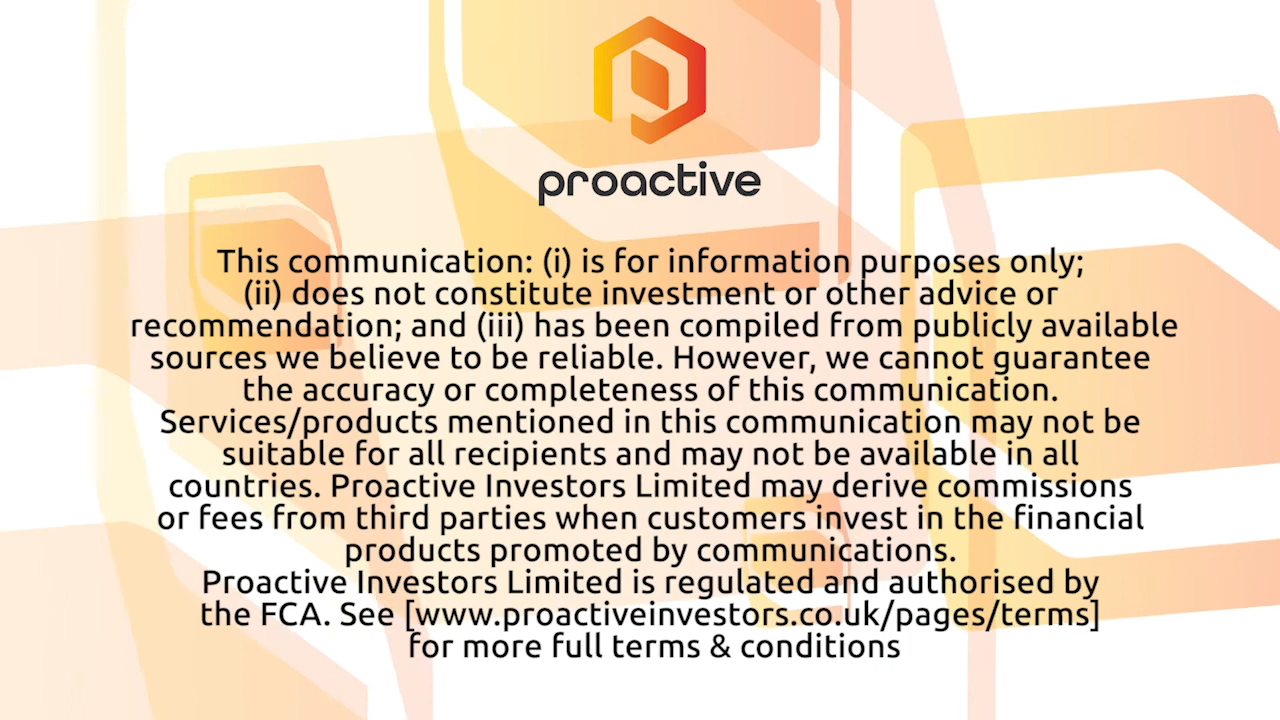 proactive
This communication: (i) is for information purposes only;
(ii) does not constitute investment or other advice or
recommendation; and (iii) has been compiled from publicly available
sources we believe to be reliable. However, we cannot guarantee
the accuracy or completeness of this communication.
Services/products mentioned in this communication may not be
suitable for all recipients and may not be available in all
countries. Proactive Investors Limited may derive commissions
or fees from third parties when customers invest in the financial
products promoted by communications.
Proactive Investors Limited is regulated and authorised by
the FCA. See [www.proactiveinvestors.co.uk/pages/terms]
for more full terms & conditions